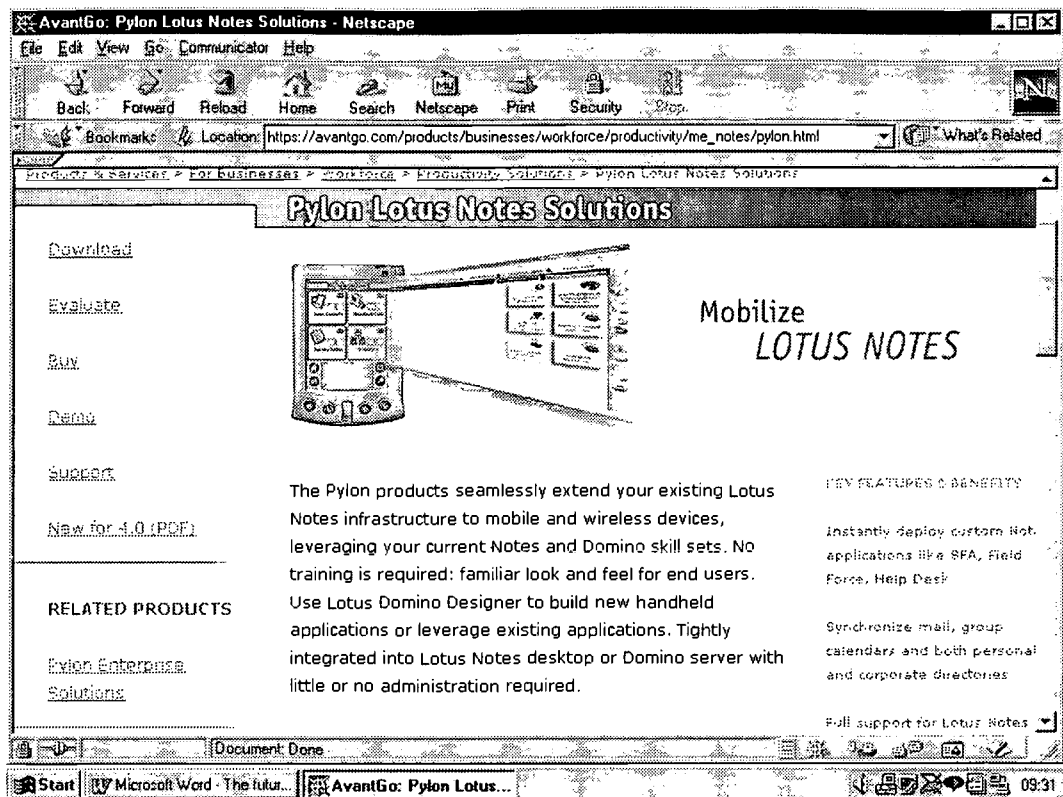 AvantGo: Pylon Lotus Notes Solutions - Netscape
File Edit View Go Communicator Help
Back Forward Reload Home Search Netscape Print Security Stop
Bookmarks Location: https://avantgo.com/products/businesses/workforce/productivity/me_notes/pylon.html What's Related
Products & Services > For Businesses > Workforce > Productivity Solutions > Pylon Lotus Notes Solutions
Pylon Lotus Notes Solutions
Download
Evaluate
Buy
Demo
Support
New for 4.0 (PDF)
RELATED PRODUCTS
Pylon Enterprise
Solutions
Mobilize
LOTUS NOTES
The Pylon products seamlessly extend your existing Lotus
Notes infrastructure to mobile and wireless devices,
leveraging your current Notes and Domino skill sets. No
training is required: familiar look and feel for end users.
Use Lotus Domino Designer to build new handheld
applications or leverage existing applications. Tightly
integrated into Lotus Notes desktop or Domino server with
little or no administration required.
KEY FEATURES & BENEFITS
Instantly deploy custom Not
applications like SFA, Field
Force, Help Desk
Synchronize mail, group
calendars and both personal
and corporate directories
Full support for Lotus Notes
Document: Done
Start Microsoft Word - The futur... AvantGo: Pylon Lotus... 09:31